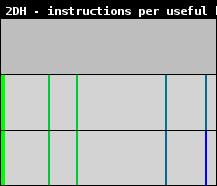 2DH - instructions per useful